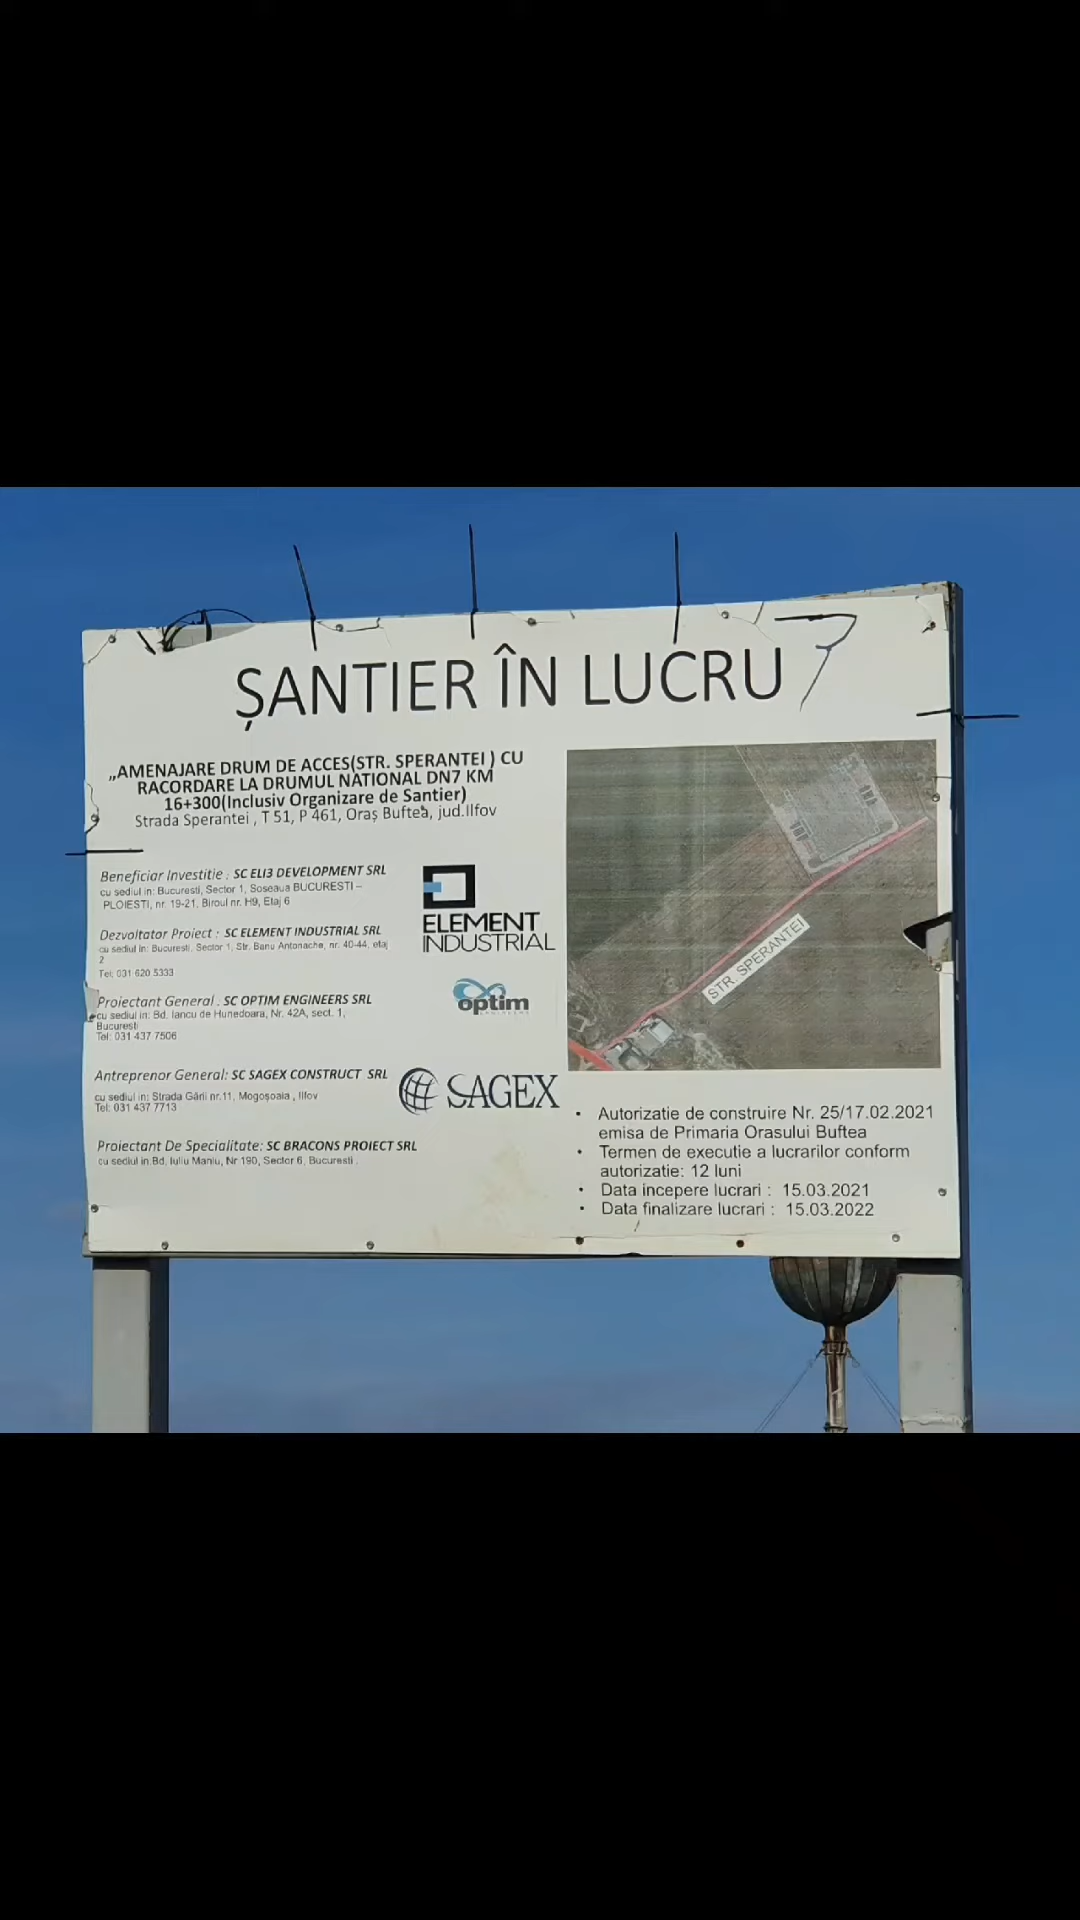 ȘANTIER ÎN LUCRU
„AMENAJARE DRUM DE ACCES(STR. SPERANTEI ) CU
RACORDARE LA DRUMUL NATIONAL DN7 KM
16+300(Inclusiv Organizare de Santier)
Strada Sperantei , T 51, P 461, Oraș Buftea, jud.Ilfov
Beneficiar Investitie : SC ELI3 DEVELOPMENT SRL
cu sediul in: Bucuresti, Sector 1, Soseaua BUCURESTI –
PLOIESTI, nr. 19-21, Biroul nr. H9, Etaj 6
Dezvoltator Proiect : SC ELEMENT INDUSTRIAL SRL
cu sediul in: Bucuresti, Sector 1, Str. Banu Antonache, nr. 40-44, etaj
2
Tel: 031 620 5333
ELEMENT
INDUSTRIAL
Proiectant General : SC OPTIM ENGINEERS SRL
cu sediul in: Bd. Iancu de Hunedoara, Nr. 42A, sect. 1,
Bucuresti
Tel: 031 437 7506
optim
ENGINEERS
Antreprenor General: SC SAGEX CONSTRUCT SRL
cu sediul in: Strada Gării nr.11, Mogoșoaia , Ilfov
Tel: 031 437 7713
SAGEX
Proiectant De Specialitate: SC BRACONS PROIECT SRL
cu sediul in:Bd. Iuliu Maniu, Nr 190, Sector 6, Bucuresti .
STR. SPERANTEI
• Autorizatie de construire Nr. 25/17.02.2021
emisa de Primaria Orasului Buftea
• Termen de executie a lucrarilor conform
autorizatie: 12 luni
• Data incepere lucrari : 15.03.2021
• Data finalizare lucrari : 15.03.2022